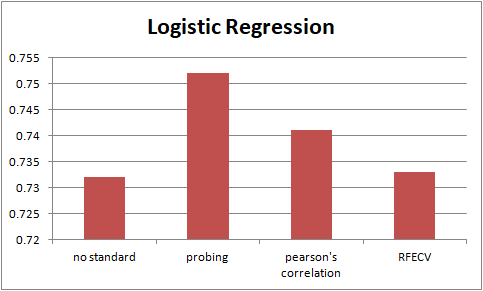 Logistic Regression
0.755
0.75
0.745
0.74
0.735
0.73
0.725
0.72
no standard
probing
pearson's
correlation
RFECV